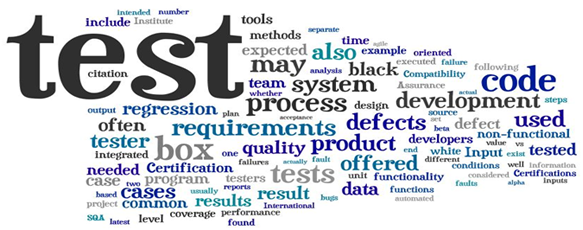 intended number
include Institute tools separate
test
methods time agile
expected also example oriented
citation may black executed failure following
team analysis Compatibility
whether system Assurance code
output regression plan process design development actual steps
acceptance source
often requirements defects set beta defect used
tester box quality product developers non-functional
integrated one end white Input value vs exist tested
needed Certification failures actually fault offered different conditions well information
case two program testers tests unit functionality faults considered Certifications
based cases usually reports result data functions alpha inputs
project common results International bugs automated
SQA latest level coverage performance
found